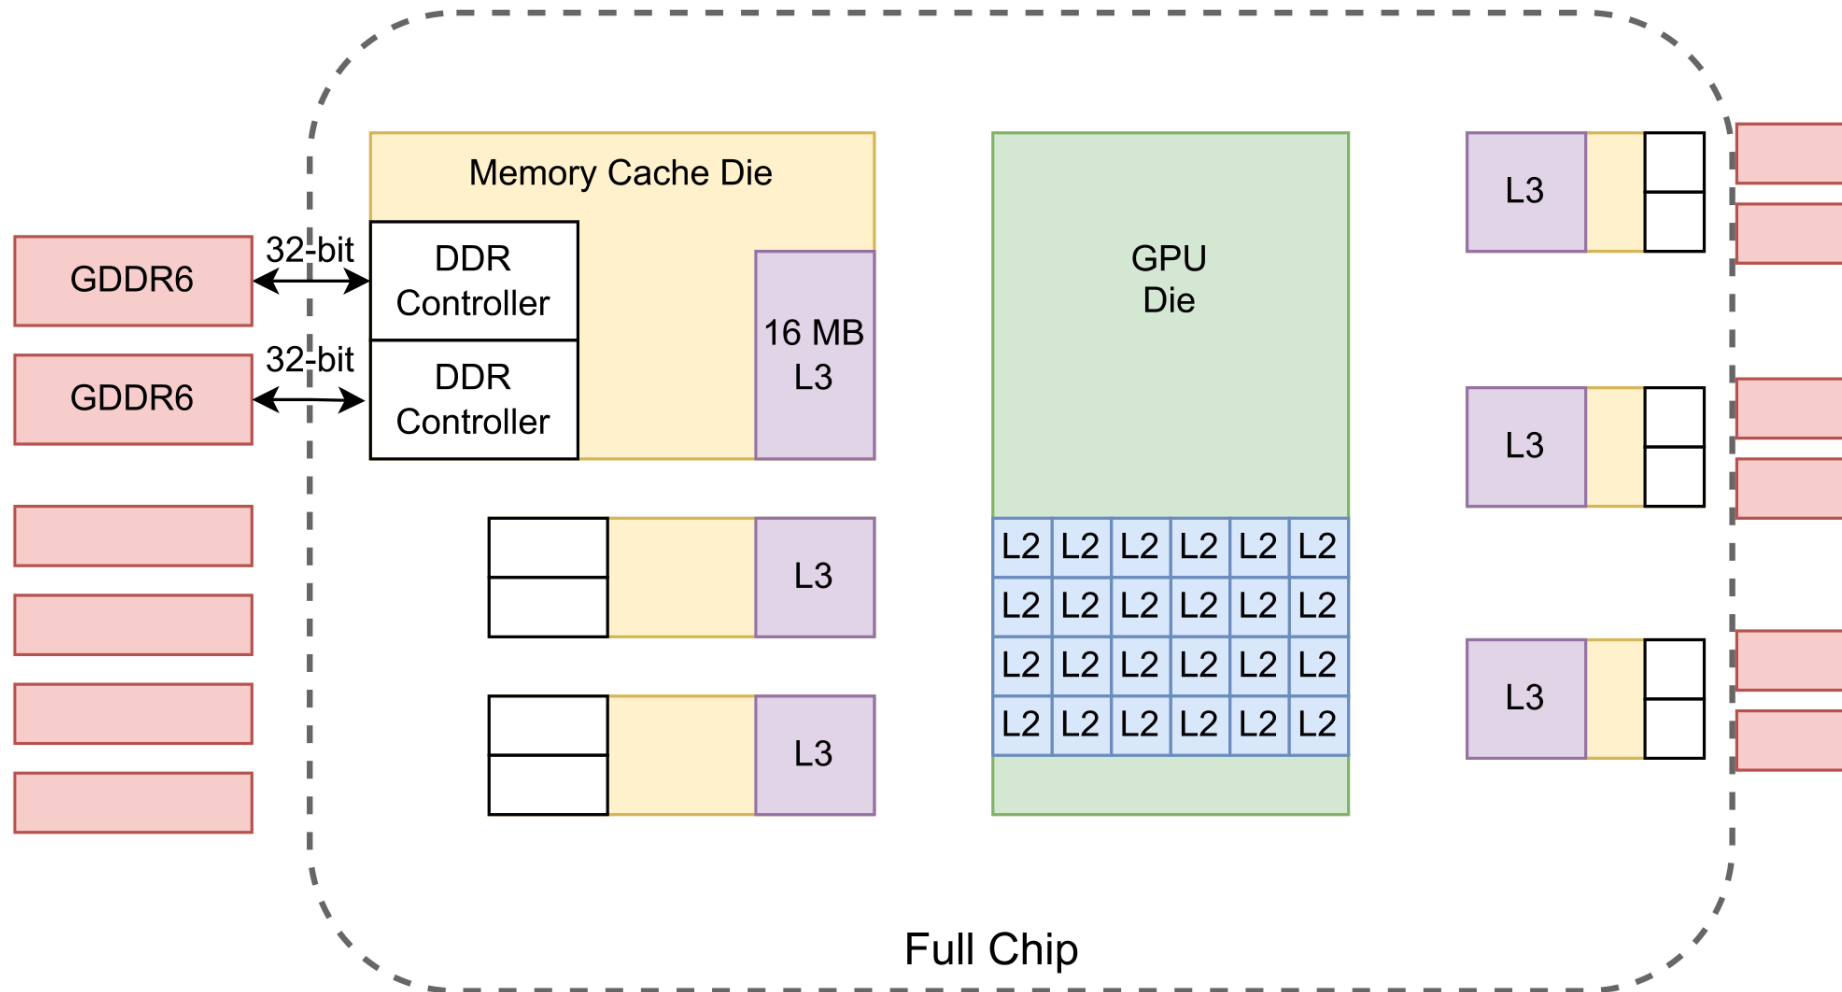 Memory Cache Die
GDDR6
32-bit
DDR
Controller
GDDR6
32-bit
DDR
Controller
16 MB
L3
L3
L3
GPU
Die
L2 L2 L2 L2 L2 L2
L2 L2 L2 L2 L2 L2
L2 L2 L2 L2 L2 L2
L2 L2 L2 L2 L2 L2
L3
L3
L3
Full Chip